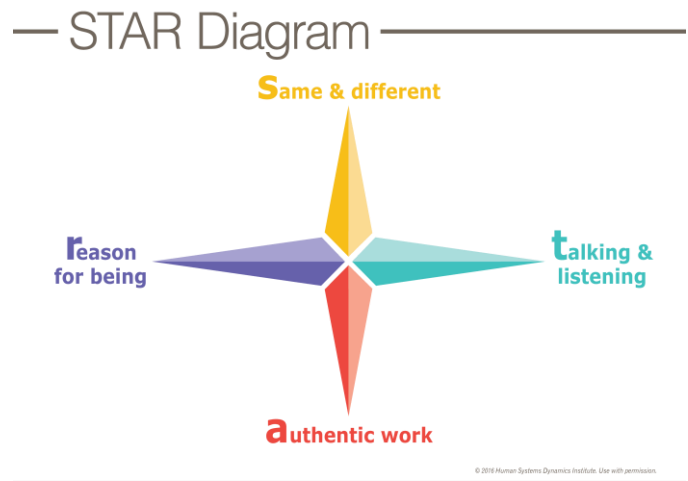 STAR Diagram
Same & different
reason
for being
talking &
listening
authentic work
© 2016 Human Systems Dynamics Institute. Use with permission.